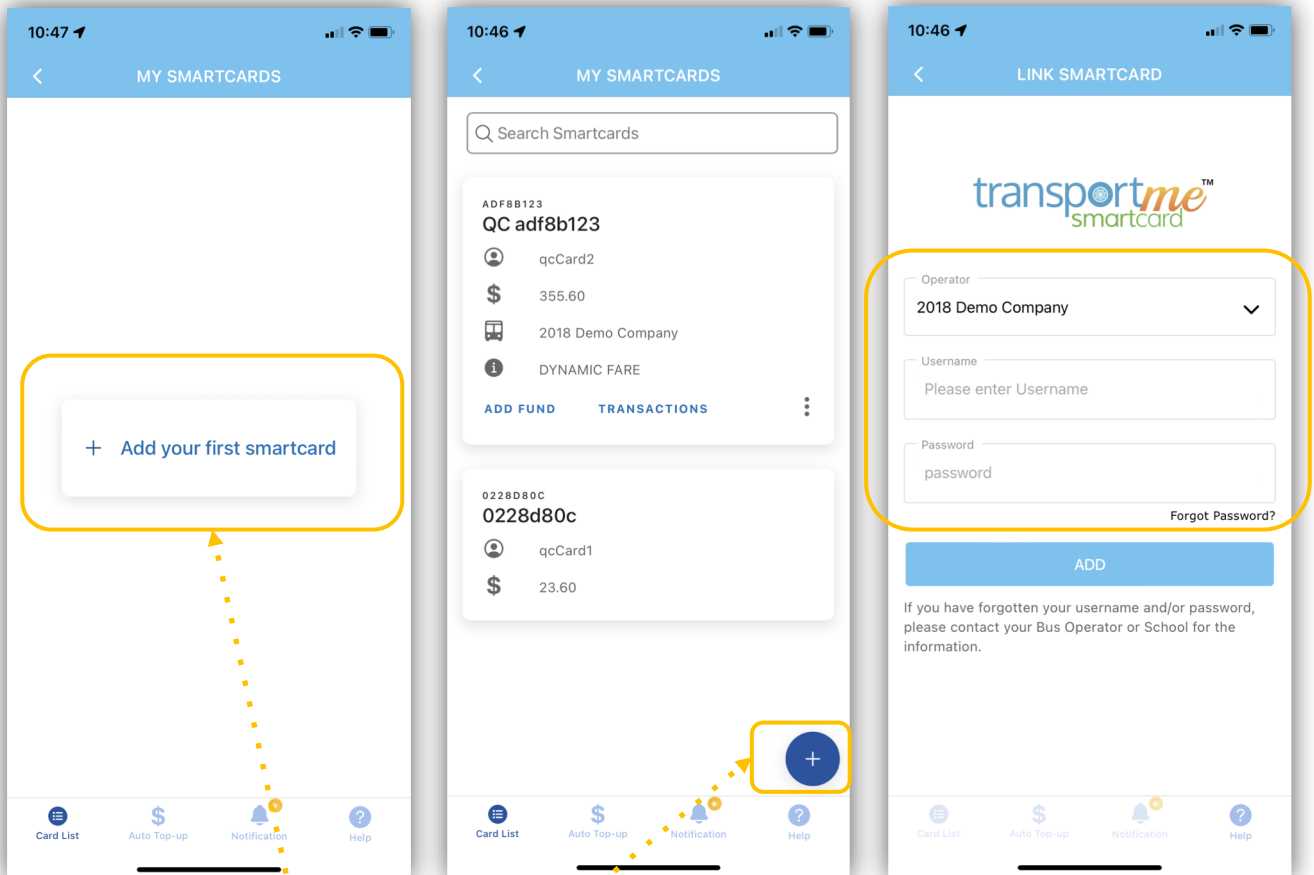 10:47
MY SMARTCARDS
+ Add your first smartcard
Card List
Auto Top-up
Notification
Help
10:46
MY SMARTCARDS
Search Smartcards
ADF8B123
QC adf8b123
qcCard2
$ 355.60
2018 Demo Company
DYNAMIC FARE
ADD FUND TRANSACTIONS
0228D80C
0228d80c
qcCard1
$ 23.60
+
Card List
Auto Top-up
Notification
Help
10:46
LINK SMARTCARD
transportme™
smartcard
Operator
2018 Demo Company
Username
Please enter Username
Password
password
Forgot Password?
ADD
If you have forgotten your username and/or password,
please contact your Bus Operator or School for the
information.
Card List
Auto Top-up
Notification
Help